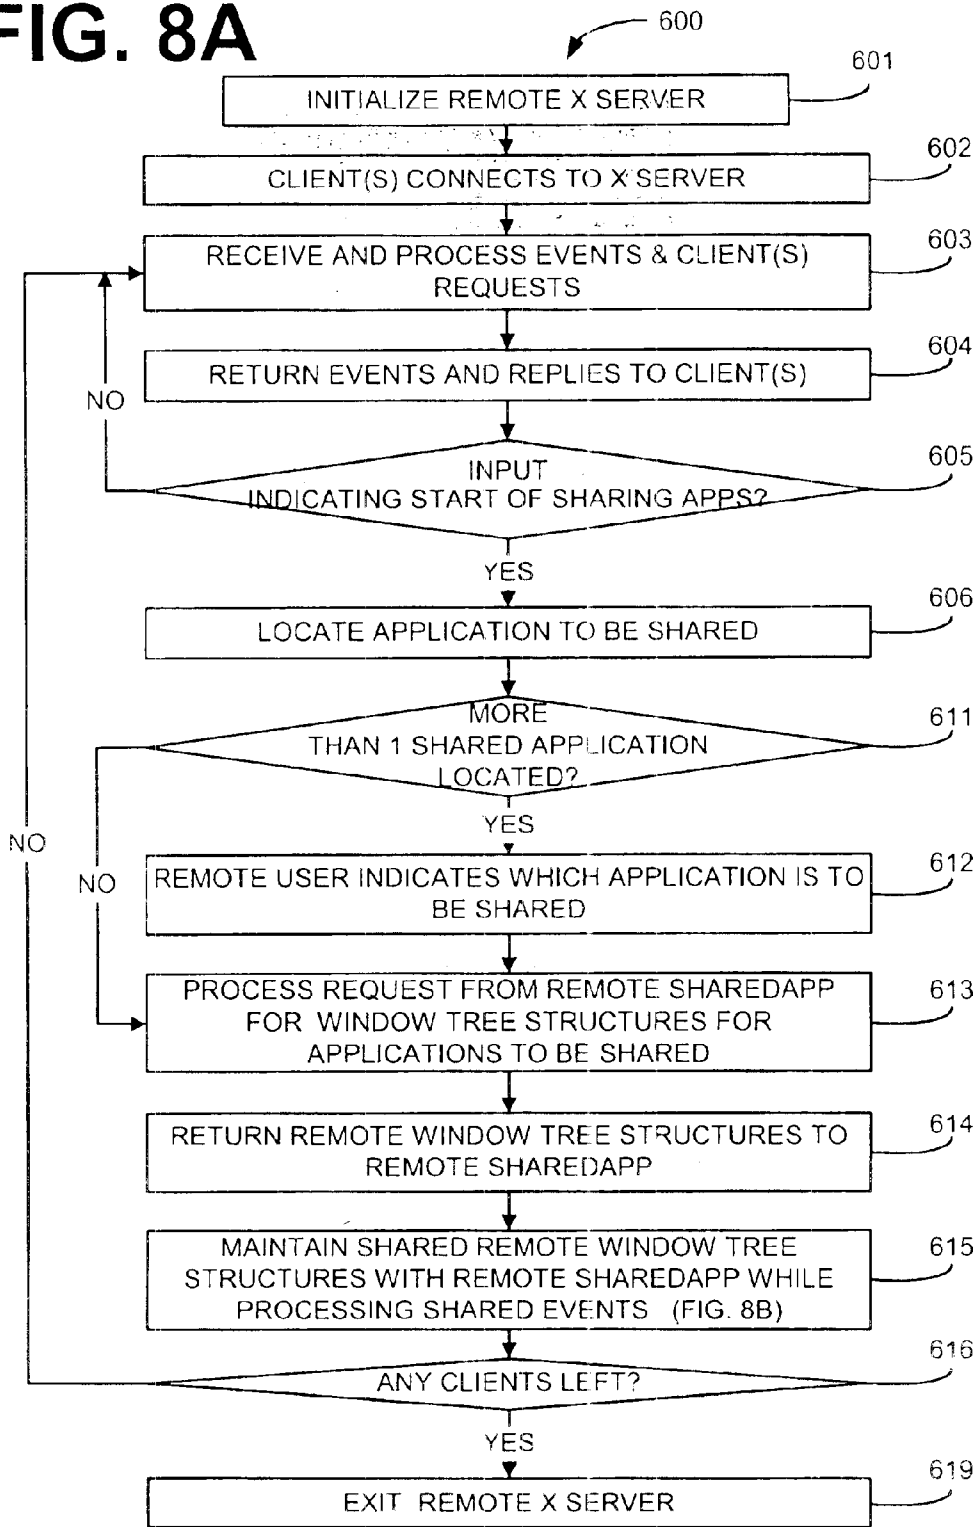 FIG. 8A
600
INITIALIZE REMOTE X SERVER
601
CLIENT(S) CONNECTS TO X SERVER
602
RECEIVE AND PROCESS EVENTS & CLIENT(S)
REQUESTS
603
RETURN EVENTS AND REPLIES TO CLIENT(S)
604
NO
INPUT
INDICATING START OF SHARING APPS?
605
YES
LOCATE APPLICATION TO BE SHARED
606
MORE
THAN 1 SHARED APPLICATION
LOCATED?
611
YES
NO
NO
REMOTE USER INDICATES WHICH APPLICATION IS TO
BE SHARED
612
PROCESS REQUEST FROM REMOTE SHAREDAPP
FOR WINDOW TREE STRUCTURES FOR
APPLICATIONS TO BE SHARED
613
RETURN REMOTE WINDOW TREE STRUCTURES TO
REMOTE SHAREDAPP
614
MAINTAIN SHARED REMOTE WINDOW TREE
STRUCTURES WITH REMOTE SHAREDAPP WHILE
PROCESSING SHARED EVENTS (FIG. 8B)
615
ANY CLIENTS LEFT?
616
YES
EXIT REMOTE X SERVER
619